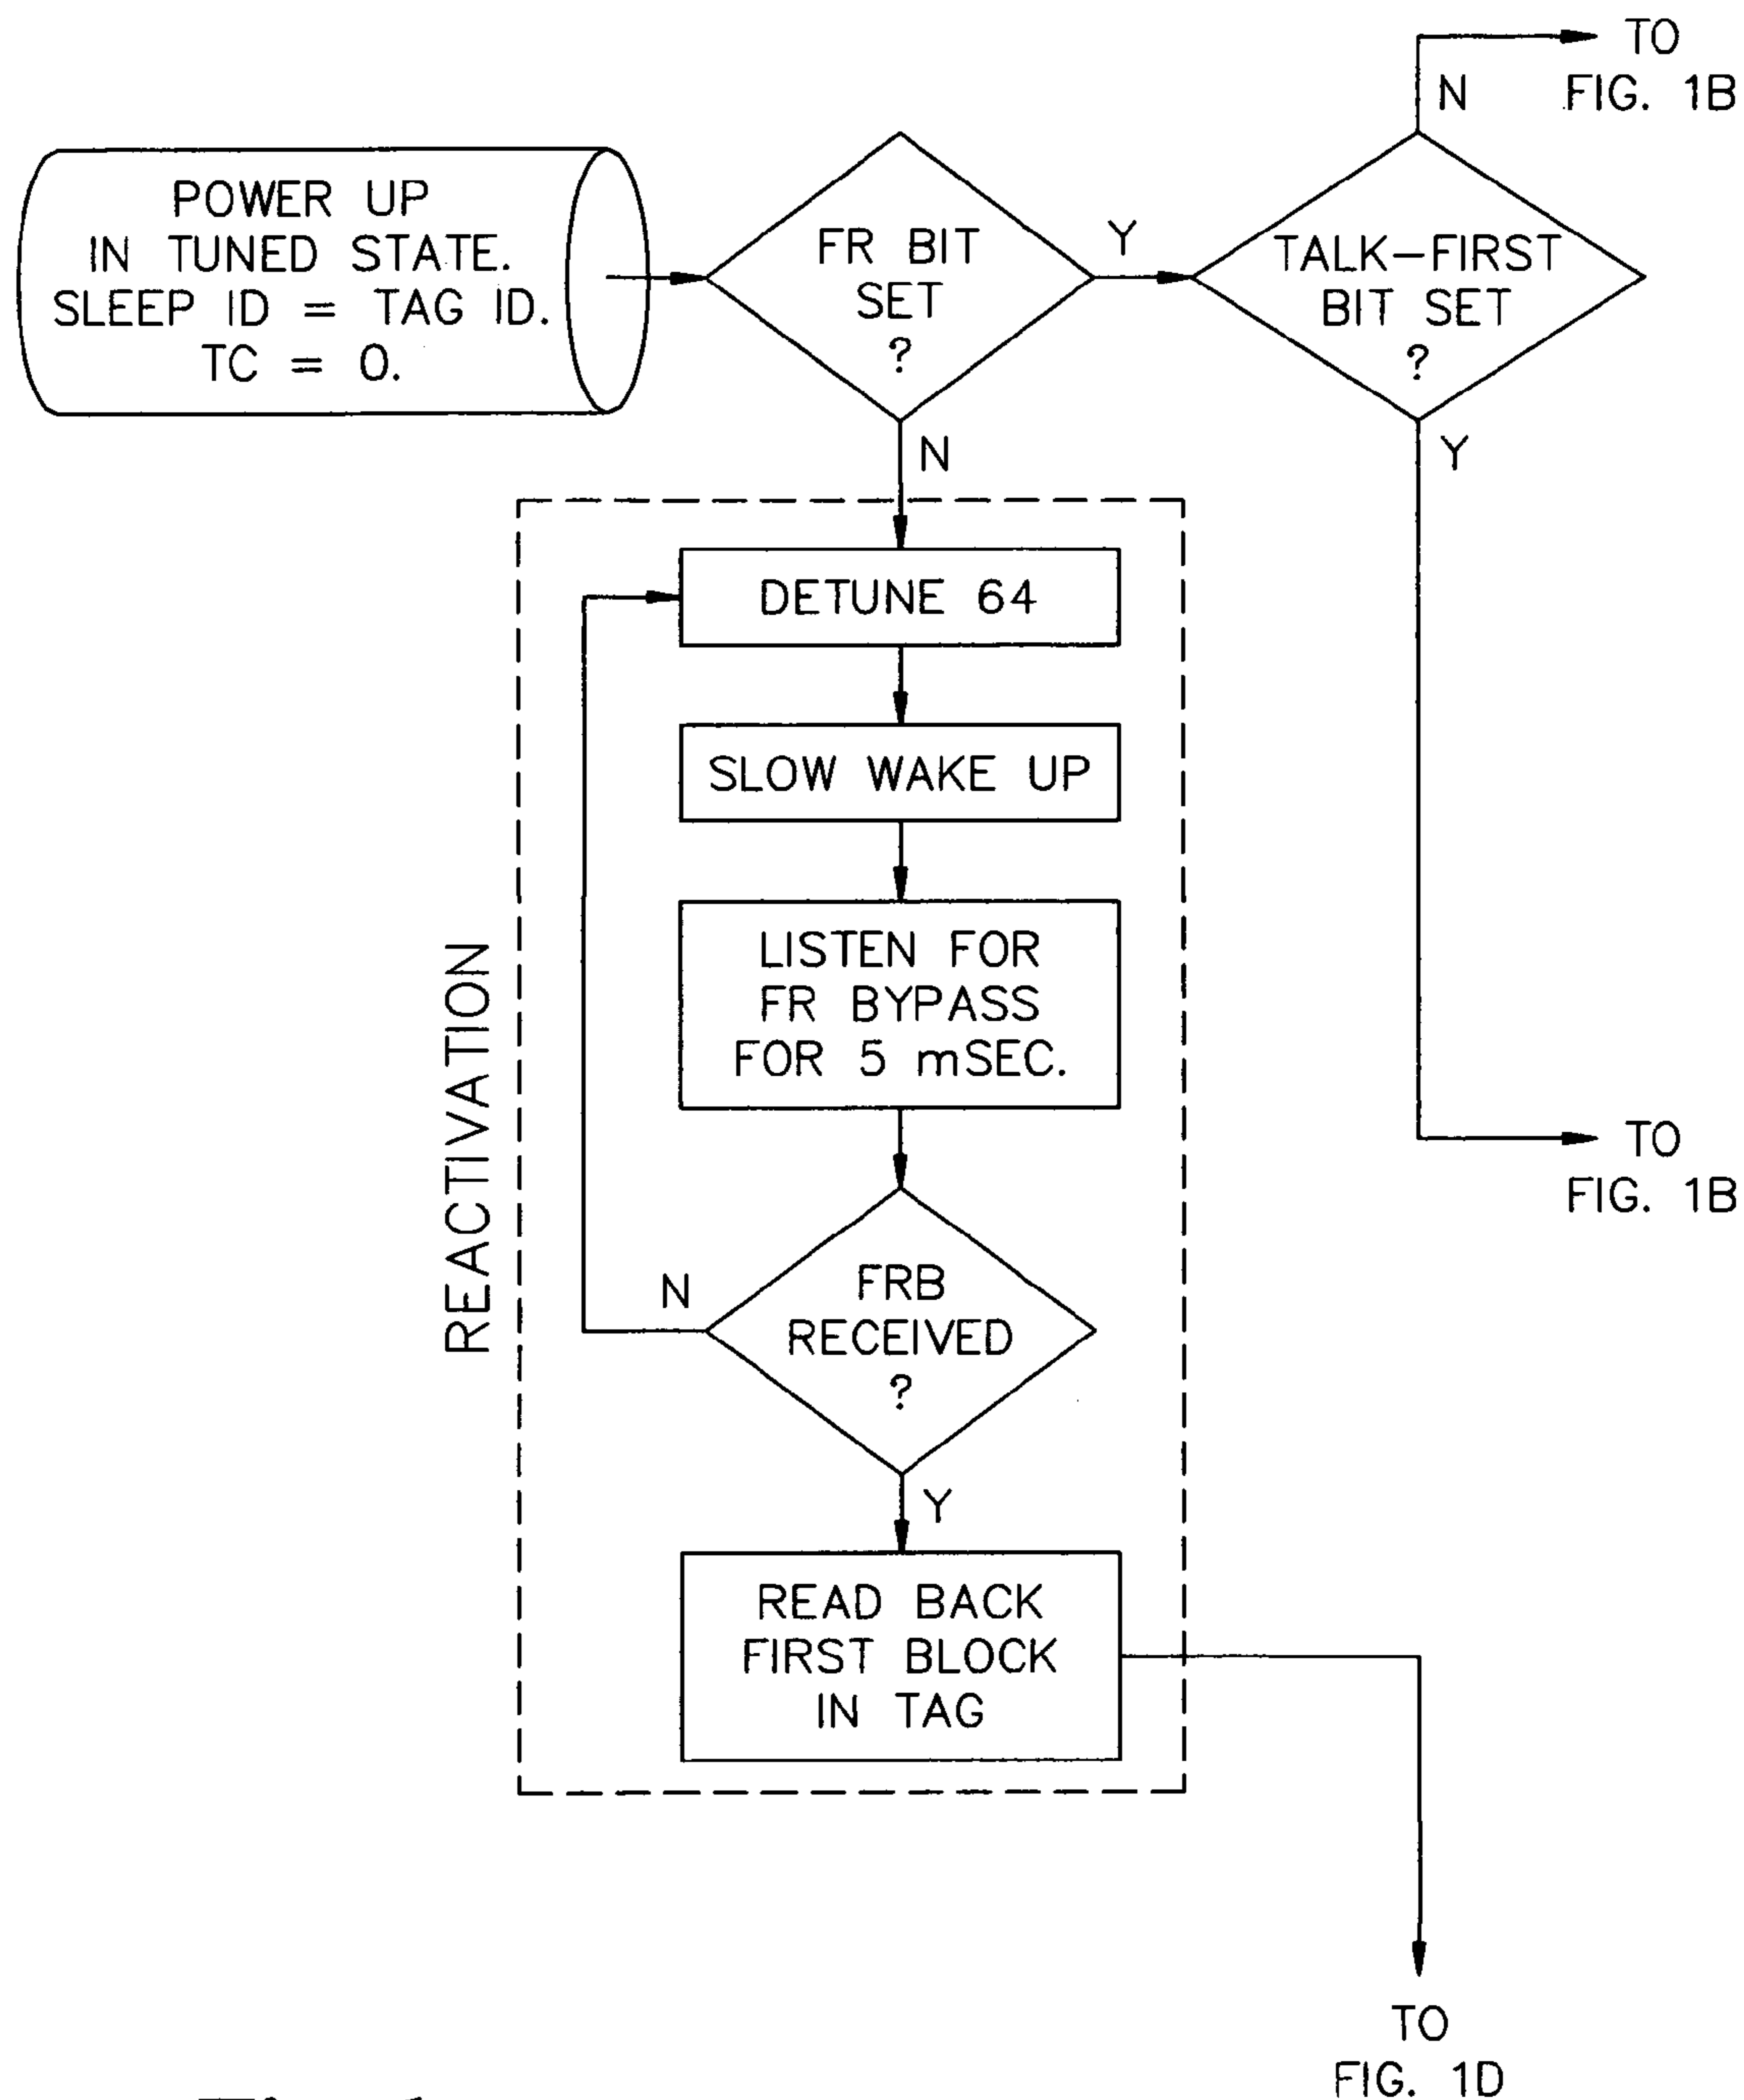 TO
FIG. 1B
N
POWER UP
IN TUNED STATE.
SLEEP ID = TAG ID.
TC = 0.
FR BIT
SET
?
Y
TALK-FIRST
BIT SET
?
N
Y
DETUNE 64
SLOW WAKE UP
LISTEN FOR
FR BYPASS
FOR 5 mSEC.
REACTIVATION
TO
FIG. 1B
N
FRB
RECEIVED
?
Y
READ BACK
FIRST BLOCK
IN TAG
TO
FIG. 1D